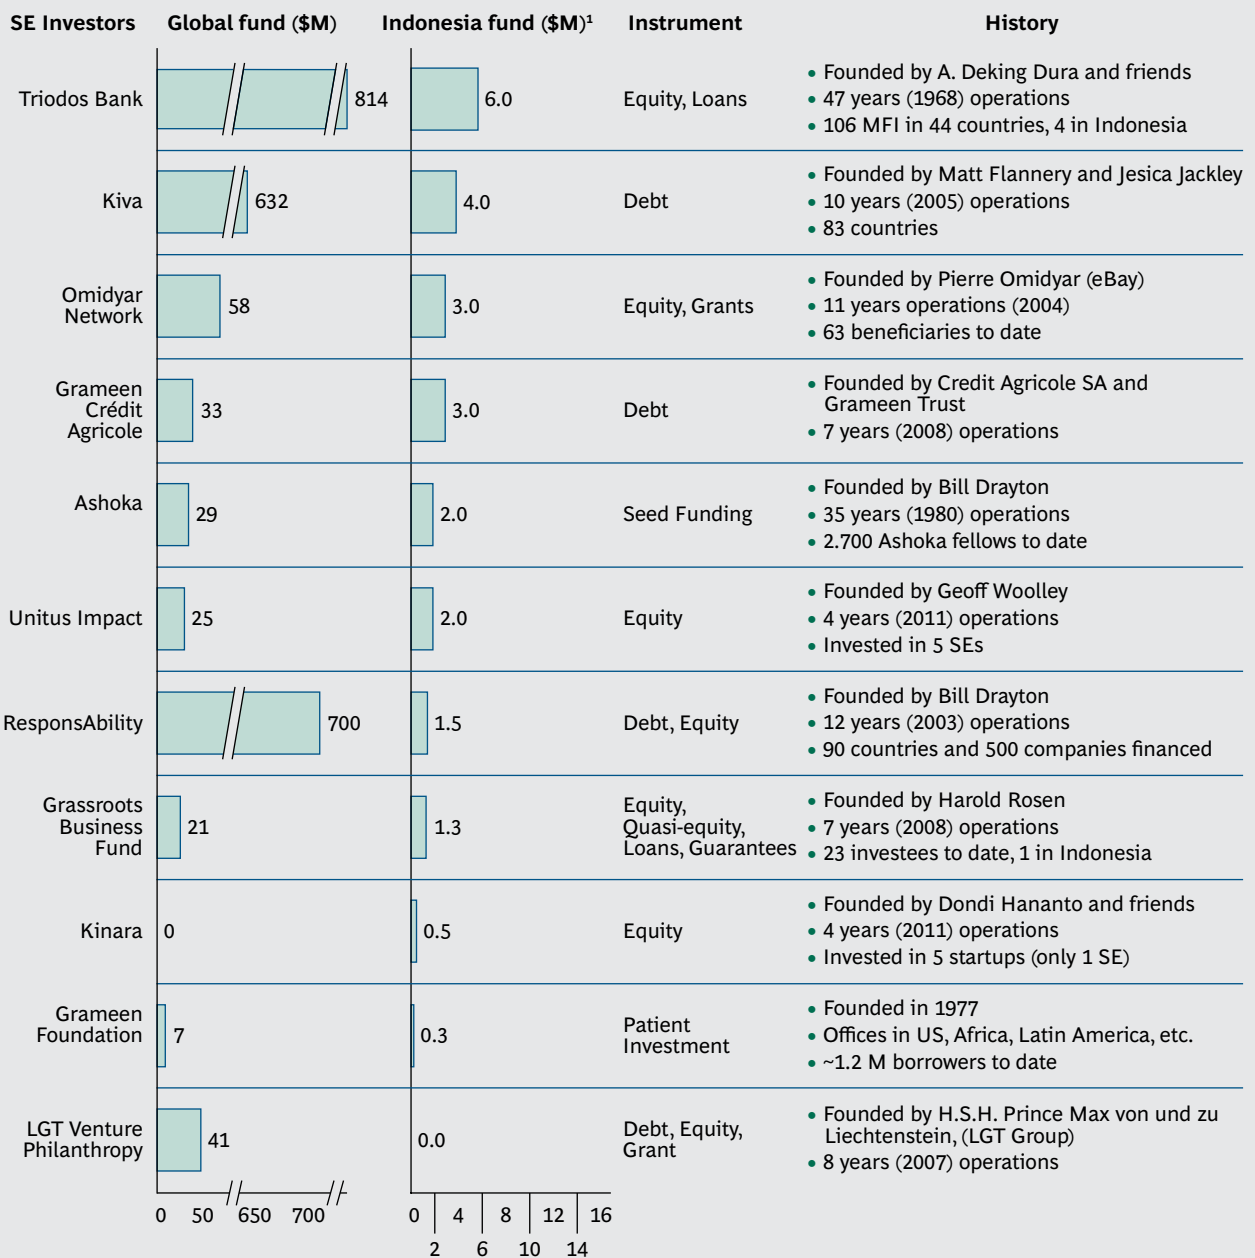 SE Investors Global fund ($M) Indonesia fund ($M)¹ Instrument History
Triodos Bank
814
6.0
Equity, Loans
• Founded by A. Deking Dura and friends
• 47 years (1968) operations
• 106 MFI in 44 countries, 4 in Indonesia
Kiva
632
4.0
Debt
• Founded by Matt Flannery and Jesica Jackley
• 10 years (2005) operations
• 83 countries
Omidyar
Network
58
3.0
Equity, Grants
• Founded by Pierre Omidyar (eBay)
• 11 years operations (2004)
• 63 beneficiaries to date
Grameen
Crédit
Agricole
33
3.0
Debt
• Founded by Credit Agricole SA and
Grameen Trust
• 7 years (2008) operations
Ashoka
29
2.0
Seed Funding
• Founded by Bill Drayton
• 35 years (1980) operations
• 2.700 Ashoka fellows to date
Unitus Impact
25
2.0
Equity
• Founded by Geoff Woolley
• 4 years (2011) operations
• Invested in 5 SEs
ResponsAbility
700
1.5
Debt, Equity
• Founded by Bill Drayton
• 12 years (2003) operations
• 90 countries and 500 companies financed
Grassroots
Business
Fund
21
1.3
Equity,
Quasi-equity,
Loans, Guarantees
• Founded by Harold Rosen
• 7 years (2008) operations
• 23 investees to date, 1 in Indonesia
Kinara
0
0.5
Equity
• Founded by Dondi Hananto and friends
• 4 years (2011) operations
• Invested in 5 startups (only 1 SE)
Grameen
Foundation
7
0.3
Patient
Investment
• Founded in 1977
• Offices in US, Africa, Latin America, etc.
• ~1.2 M borrowers to date
LGT Venture
Philanthropy
41
0.0
Debt, Equity,
Grant
• Founded by H.S.H. Prince Max von und zu
Liechtenstein, (LGT Group)
• 8 years (2007) operations
0 50 650 700
0 4 8 12 16
2 6 10 14